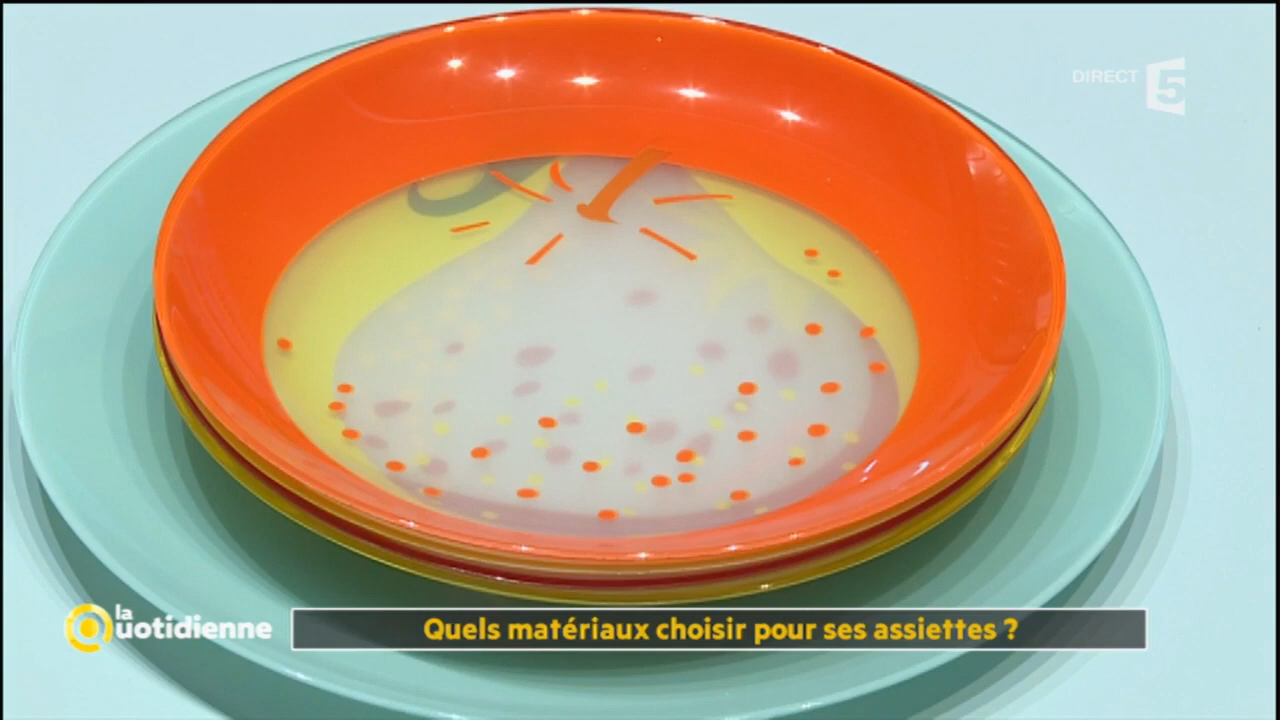 DIRECT 5
la
Quotidienne
Quels matériaux choisir pour ses assiettes ?